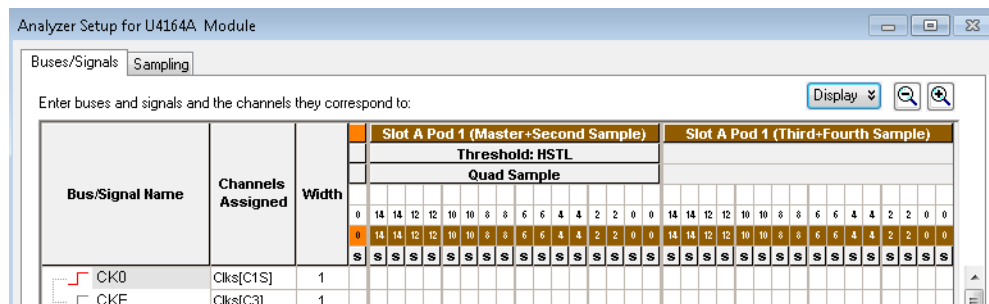 Analyzer Setup for U4164A Module
Buses/Signals Sampling
Enter buses and signals and the channels they correspond to:
Display
Bus/Signal Name Channels Assigned Width
Slot A Pod 1 (Master+Second Sample) Slot A Pod 1 (Third+Fourth Sample)
Threshold: HSTL
Quad Sample
0 14 14 12 12 10 10 8 8 6 6 4 4 2 2 0 0 14 14 12 12 10 10 8 8 6 6 4 4 2 2 0 0
0 14 14 12 12 10 10 8 8 6 6 4 4 2 2 0 0 14 14 12 12 10 10 8 8 6 6 4 4 2 2 0 0
S S S S S S S S S S S S S S S S S S S S S S S S S S S S S S S S S
CK0 Clks[C1S] 1
CKE Clks[C3] 1